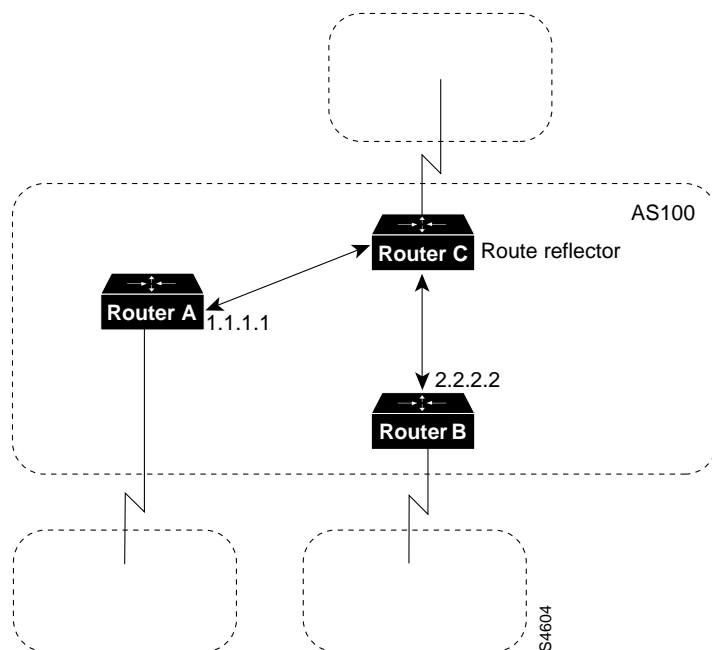 AS100
Router C
Route reflector
Router A
1.1.1.1
2.2.2.2
Router B
S4604